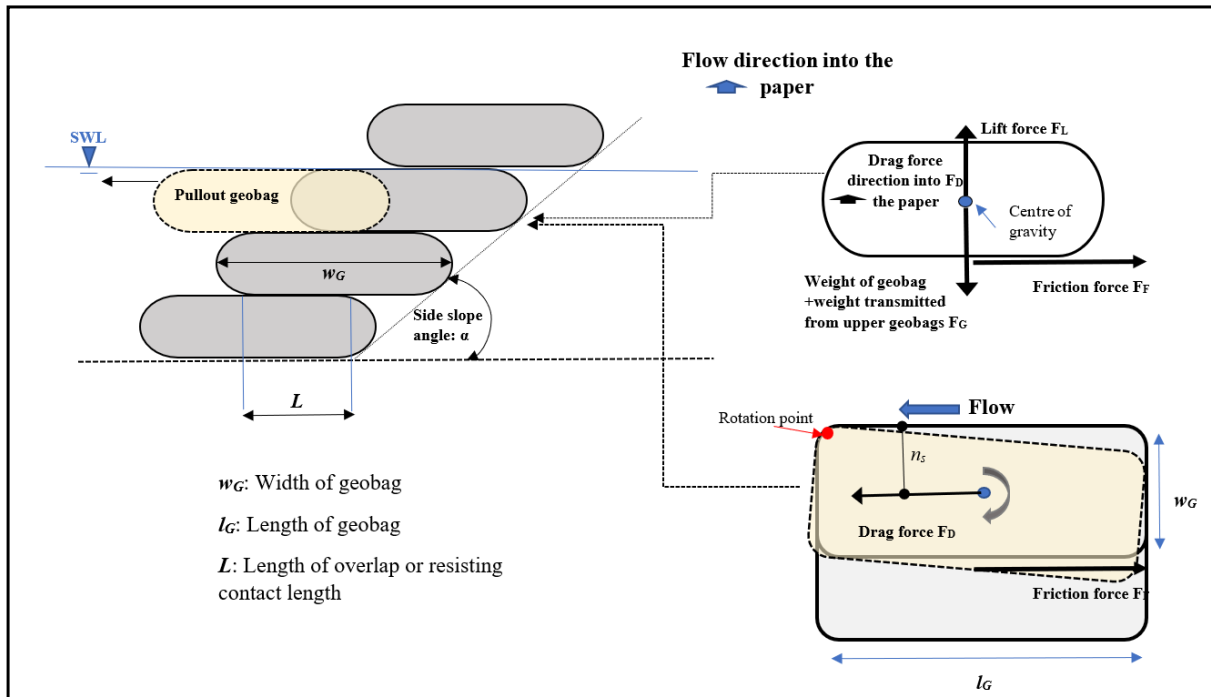 Flow direction into the
paper
SWL
Pullout geobag
wG
Side slope
angle: α
L
wG: Width of geobag
lG: Length of geobag
L: Length of overlap or resisting
contact length
Lift force FL
Drag force
direction into FD
the paper
Centre of
gravity
Weight of geobag
+weight transmitted
from upper geobags FG
Friction force FF
Flow
Rotation point
ns
wG
Drag force FD
Friction force F
lG